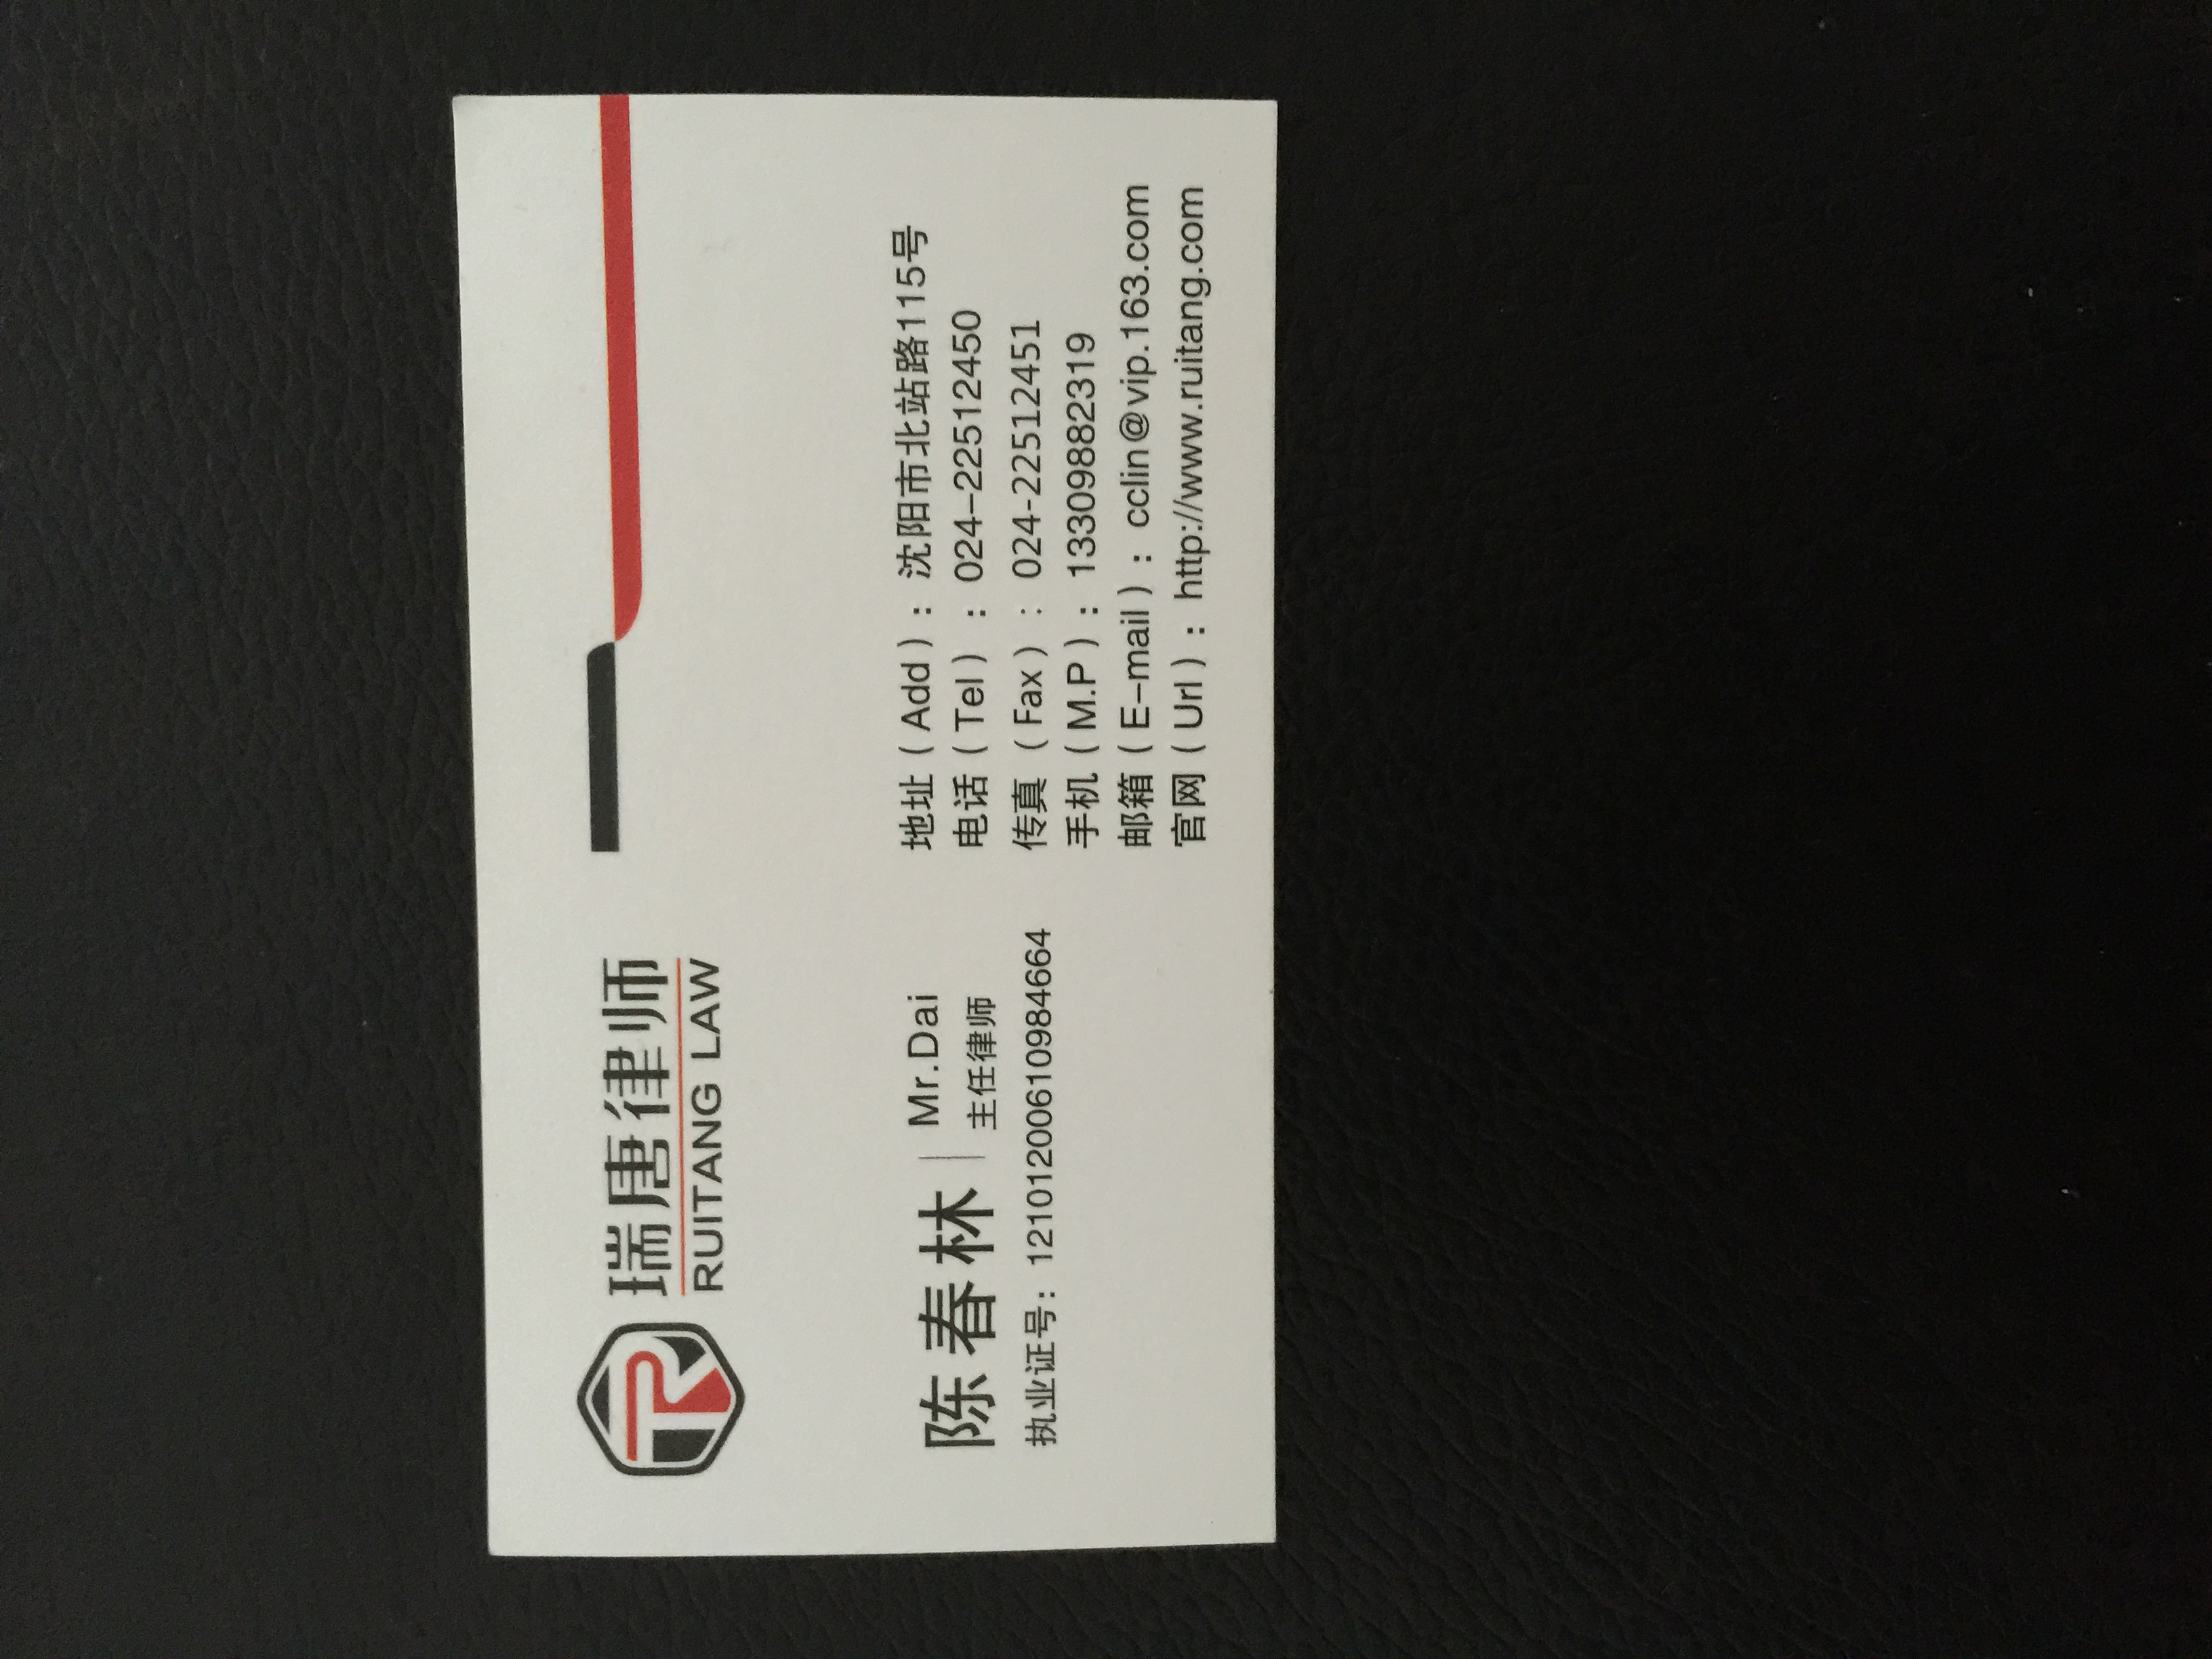 瑞唐律师
RUITANG LAW
陈春林
Mr.Dai
主任律师
执业证号：12101200610984664
地址（Add）：沈阳市北站路115号
电话（Tel）：024-22512450
传真（Fax）：024-22512451
手机（M.P）：13309882319
邮箱（E-mail）：cclin@vip.163.com
官网（Url）：http://www.ruitang.com